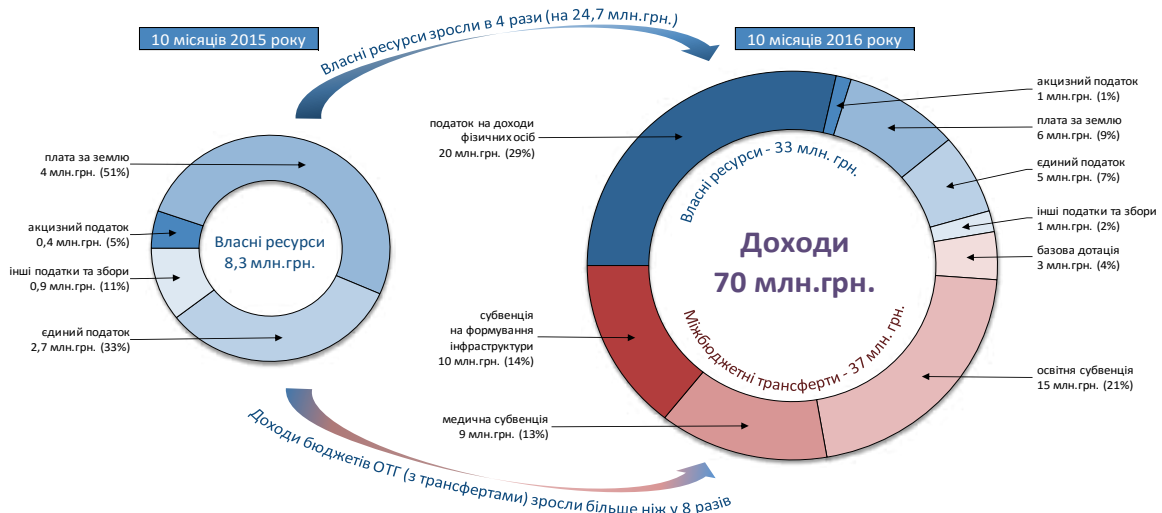 Власні ресурси зросли в 4 рази (на 24,7 млн.грн.)
10 місяців 2015 року
10 місяців 2016 року
плата за землю
4 млн.грн. (51%)
акцизний податок
0,4 млн.грн. (5%)
інші податки та збори
0,9 млн.грн. (11%)
єдиний податок
2,7 млн.грн. (33%)
Власні ресурси
8,3 млн.грн.
податок на доходи
фізичних осіб
20 млн.грн. (29%)
субвенція
на формування
інфраструктури
10 млн.грн. (14%)
медична субвенція
9 млн.грн. (13%)
Власні ресурси - 33 млн. грн.
Доходи
70 млн.грн.
Міжбюджетні трансферти - 37 млн. грн.
акцизний податок
1 млн.грн. (1%)
плата за землю
6 млн.грн. (9%)
єдиний податок
5 млн.грн. (7%)
інші податки та збори
1 млн.грн. (2%)
базова дотація
3 млн.грн. (4%)
освітня субвенція
15 млн.грн. (21%)
Доходи бюджетів ОТГ (з трансфертами) зросли більше ніж у 8 разів